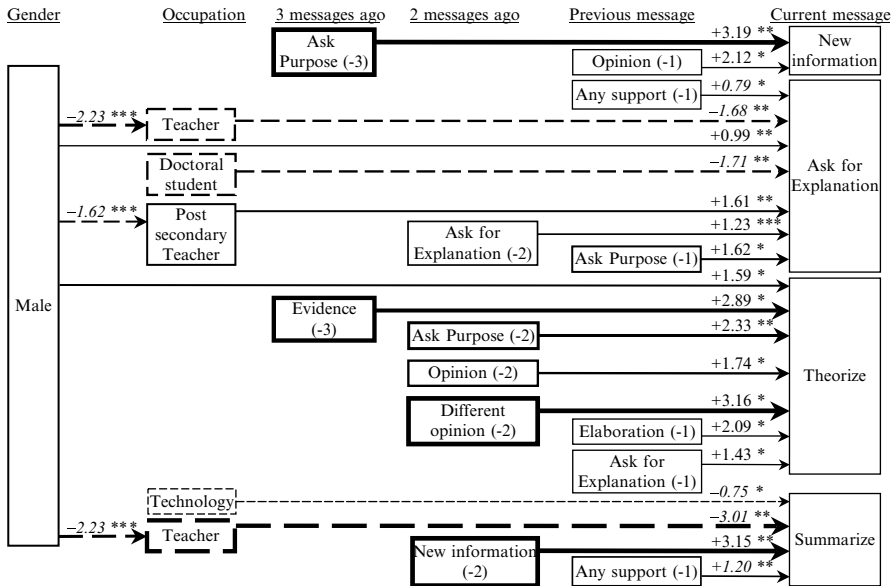 Gender Occupation 3 messages ago 2 messages ago Previous message Current message
Ask
Purpose (-3)
+3.19 **
New
information
Opinion (-1)
+2.12 *
Any support (-1)
+0.79 *
Male
–2.23 ***
Teacher
–1.68 **
+0.99 **
Ask for
Explanation
Doctoral
student
–1.71 **
–1.62 ***
Post
secondary
Teacher
+1.61 **
Ask for
Explanation (-2)
+1.23 ***
Ask Purpose (-1)
+1.62 *
+1.59 *
Evidence
(-3)
+2.89 *
Ask Purpose (-2)
+2.33 **
Opinion (-2)
+1.74 *
Theorize
Different
opinion (-2)
+3.16 *
Elaboration (-1)
+2.09 *
Ask for
Explanation (-1)
+1.43 *
Technology
–0.75 *
–2.23 ***
Teacher
–3.01 **
Summarize
New information
(-2)
+3.15 **
Any support (-1)
+1.20 **